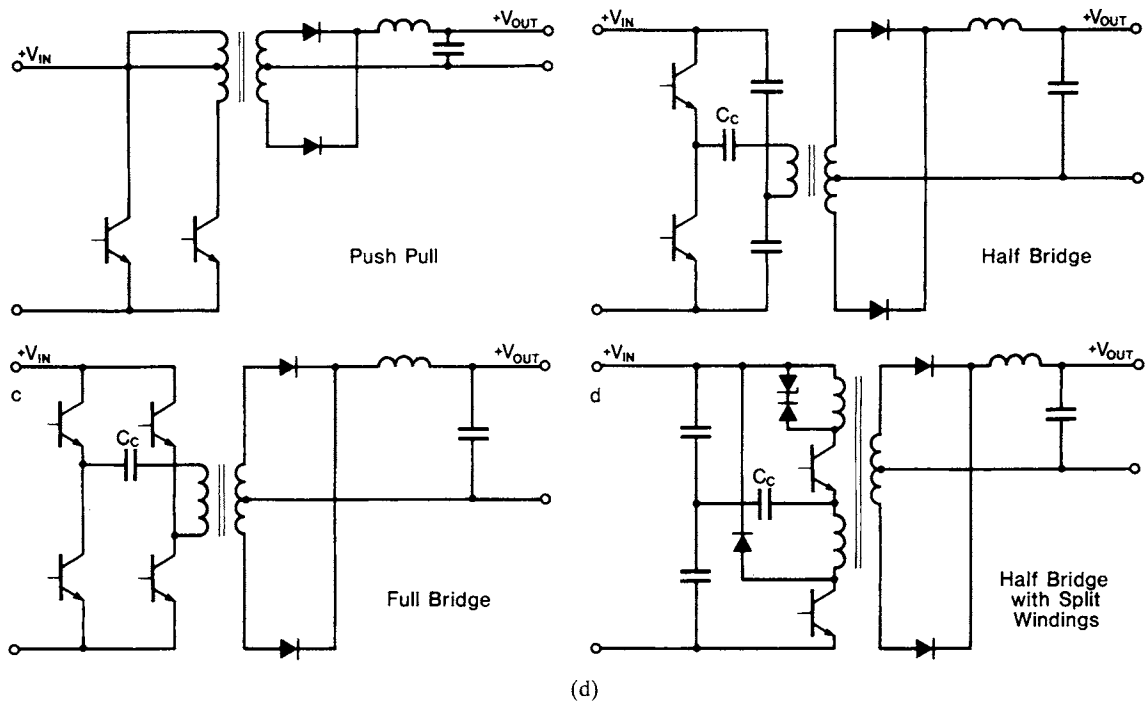 +VIN
+VOUT
Push Pull
+VIN
+VOUT
CC
Half Bridge
+VIN
+VOUT
c
CC
Full Bridge
+VIN
+VOUT
d
CC
Half Bridge
with Split
Windings
(d)